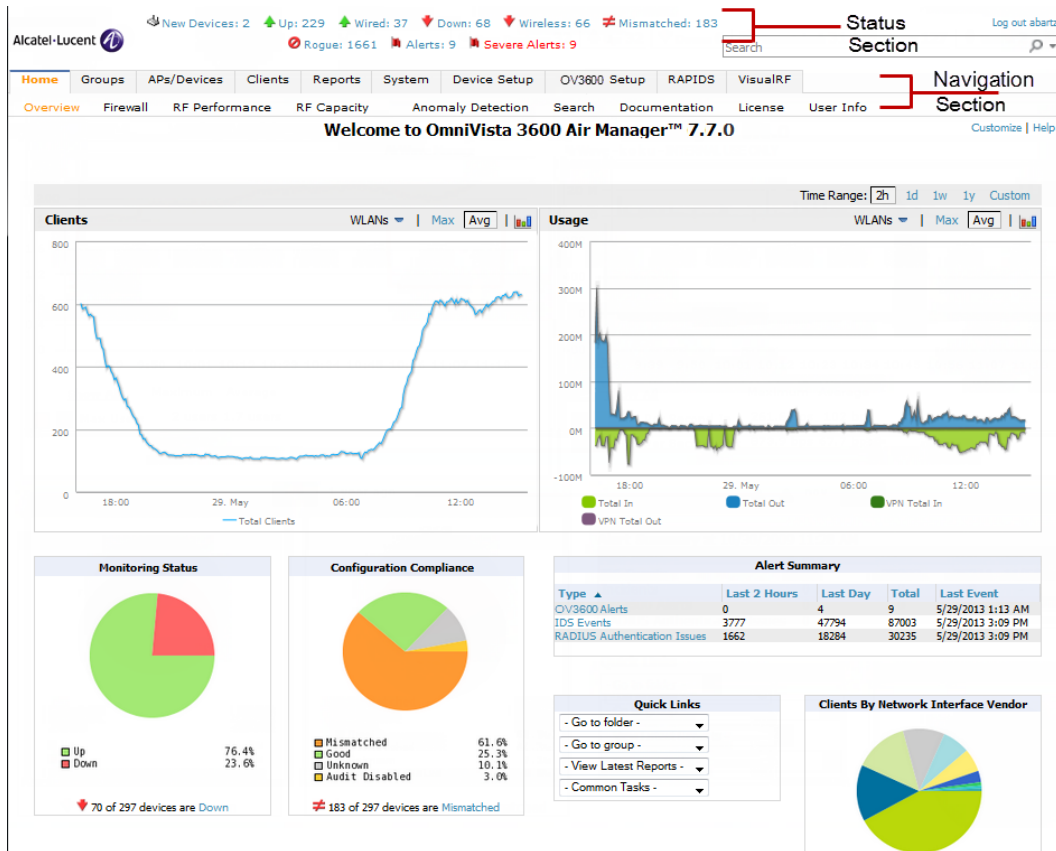 New Devices: 2 Up: 229 Wired: 37 Down: 68 Wireless: 66 Mismatched: 183
Status
Log out abartz
Alcatel·Lucent
Rogue: 1661 Alerts: 9 Severe Alerts: 9
Search
Section
Home Groups APs/Devices Clients Reports System Device Setup OV3600 Setup RAPIDS VisualRF
Navigation
Overview Firewall RF Performance RF Capacity Anomaly Detection Search Documentation License User Info
Section
Welcome to OmniVista 3600 Air Manager™ 7.7.0
Customize | Help
Time Range: 2h 1d 1w 1y Custom
Clients WLANs | Max Avg |
800
600
400
200
0
18:00 29. May 06:00 12:00
Total Clients
Usage WLANs | Max Avg |
400M
300M
200M
100M
0M
-100M
18:00 29. May 06:00 12:00
Total In Total Out VPN Total In
VPN Total Out
Monitoring Status
Up 76.4%
Down 23.6%
70 of 297 devices are Down
Configuration Compliance
Mismatched 61.6%
Good 25.3%
Unknown 10.1%
Audit Disabled 3.0%
183 of 297 devices are Mismatched
Alert Summary
Type Last 2 Hours Last Day Total Last Event
OV3600 Alerts 0 4 9 5/29/2013 1:13 AM
IDS Events 3777 47794 87003 5/29/2013 3:09 PM
RADIUS Authentication Issues 1662 18284 30235 5/29/2013 3:09 PM
Quick Links
- Go to folder -
- Go to group -
- View Latest Reports -
- Common Tasks -
Clients By Network Interface Vendor